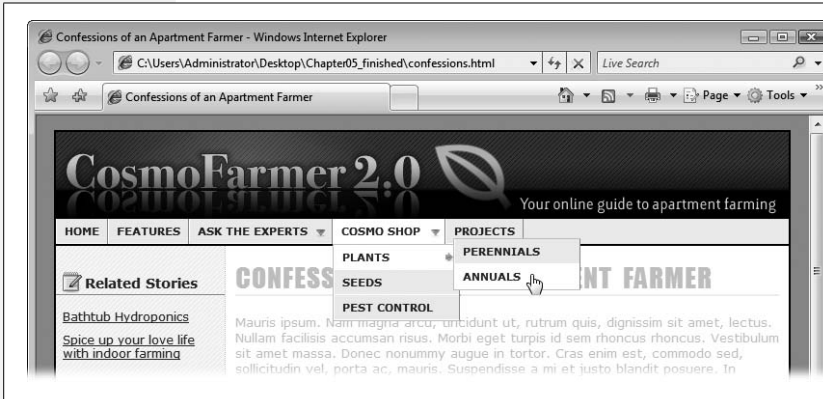 Confessions of an Apartment Farmer - Windows Internet Explorer
C:\Users\Administrator\Desktop\Chapter05_finished\confessions.html
Live Search
Confessions of an Apartment Farmer
Page
Tools
CosmoFarmer 2.0
Your online guide to apartment farming
HOME FEATURES ASK THE EXPERTS COSMO SHOP PROJECTS
PLANTS
SEEDS
PEST CONTROL
PERENNIALS
ANNUALS
Related Stories
Bathtub Hydroponics
Spice up your love life
with indoor farming
CONFESS NT FARMER
Mauris ipsum. Nam magna arcu, tincidunt ut, rutrum quis, dignissim sit amet, lectus.
Nullam facilisis accumsan risus. Morbi eget turpis id sem rhoncus rhoncus. Vestibulum
sit amet massa. Donec nonummy augue in tortor. Cras enim est, commodo sed,
sollicitudin vel, porta ac, mauris. Suspendisse a mi et justo blandit posuere. In